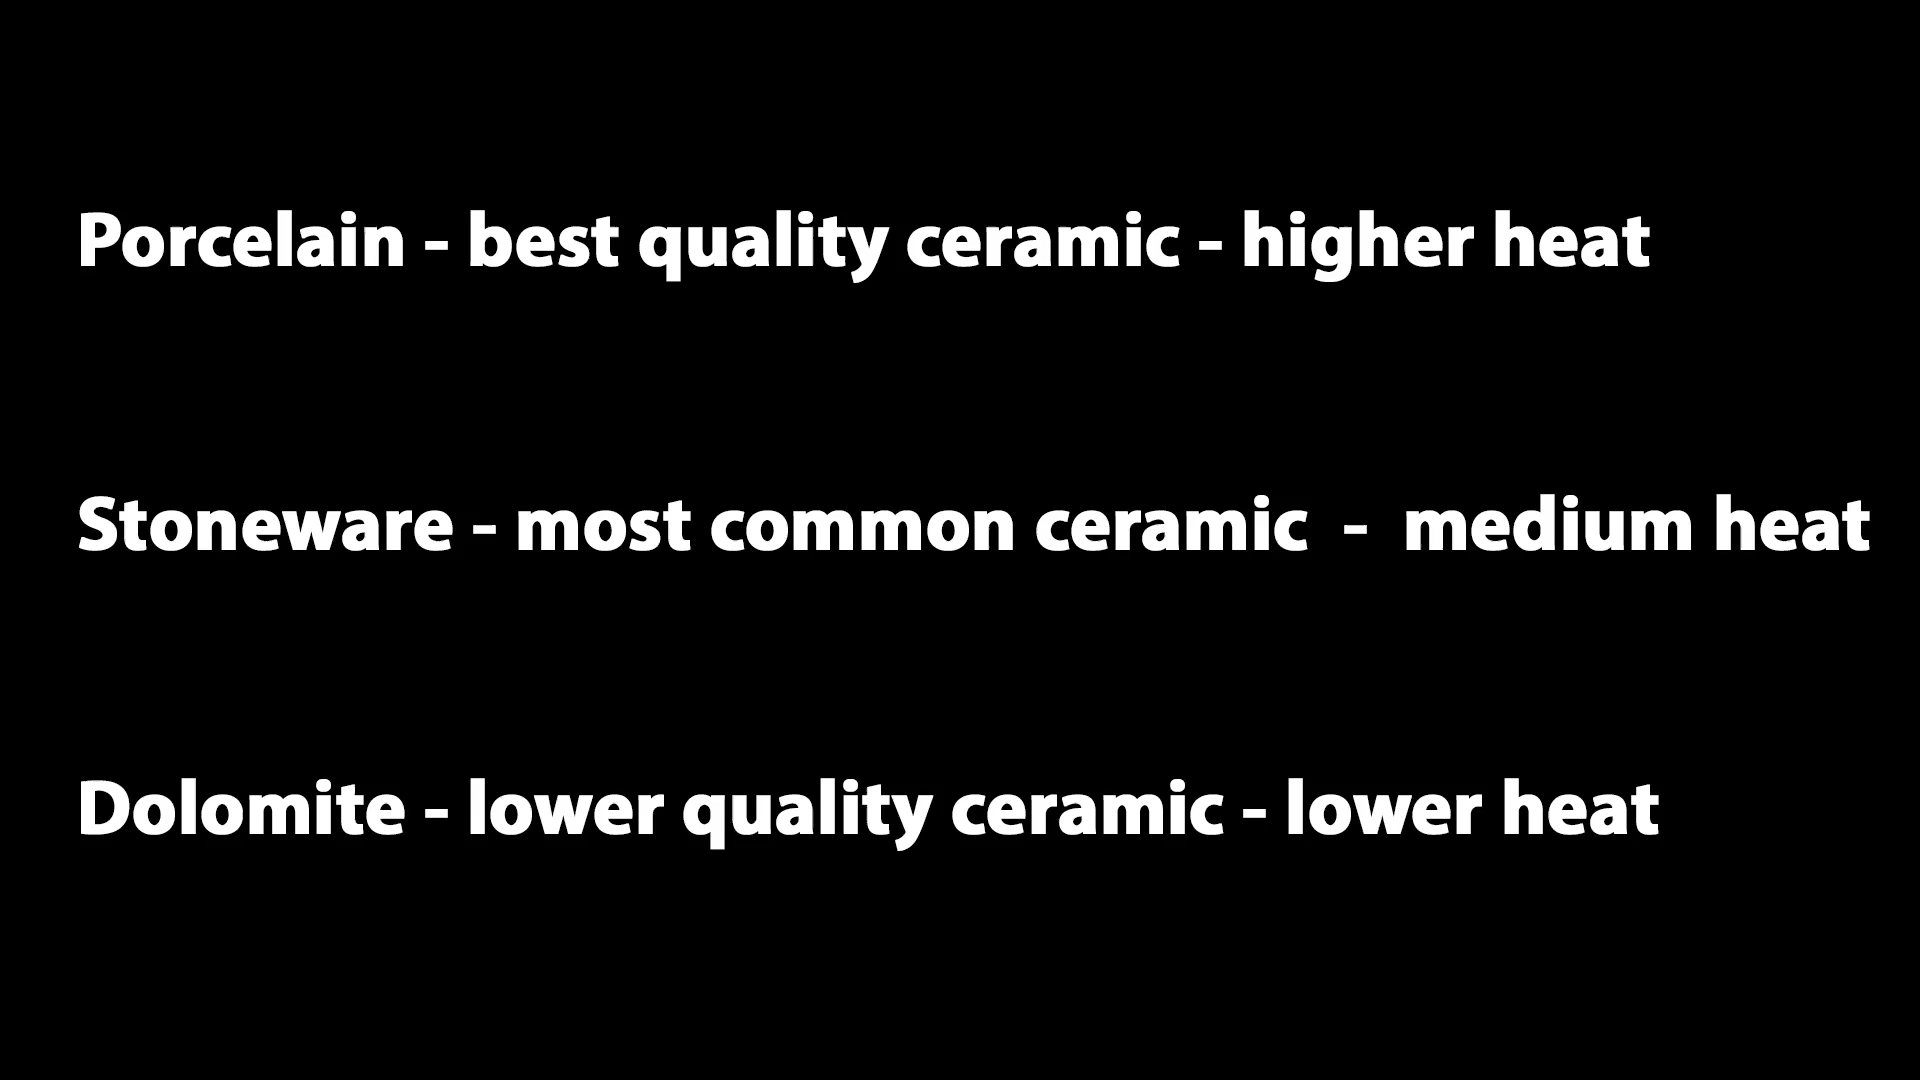 Porcelain - best quality ceramic - higher heat
Stoneware - most common ceramic  -  medium heat
Dolomite - lower quality ceramic - lower heat